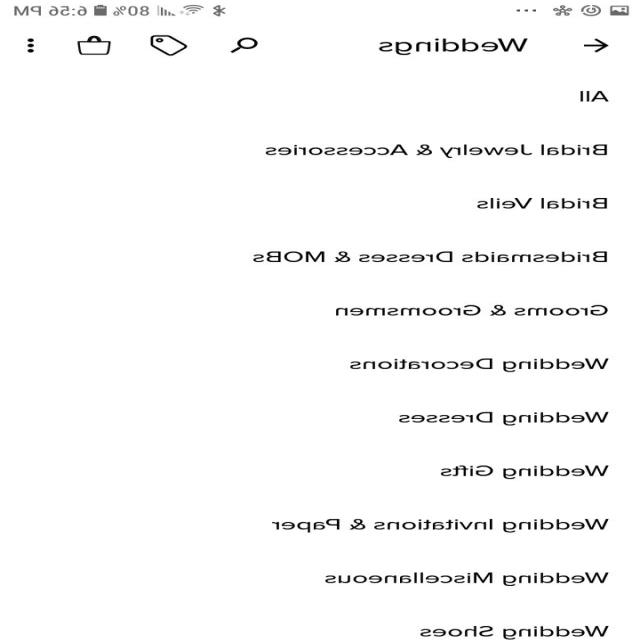 80% 6:56 PM
Weddings
All
Bridal Jewelry & Accessories
Bridal Veils
Bridesmaids Dresses & MOBs
Grooms & Groomsmen
Wedding Decorations
Wedding Dresses
Wedding Gifts
Wedding Invitations & Paper
Wedding Miscellaneous
Wedding Shoes